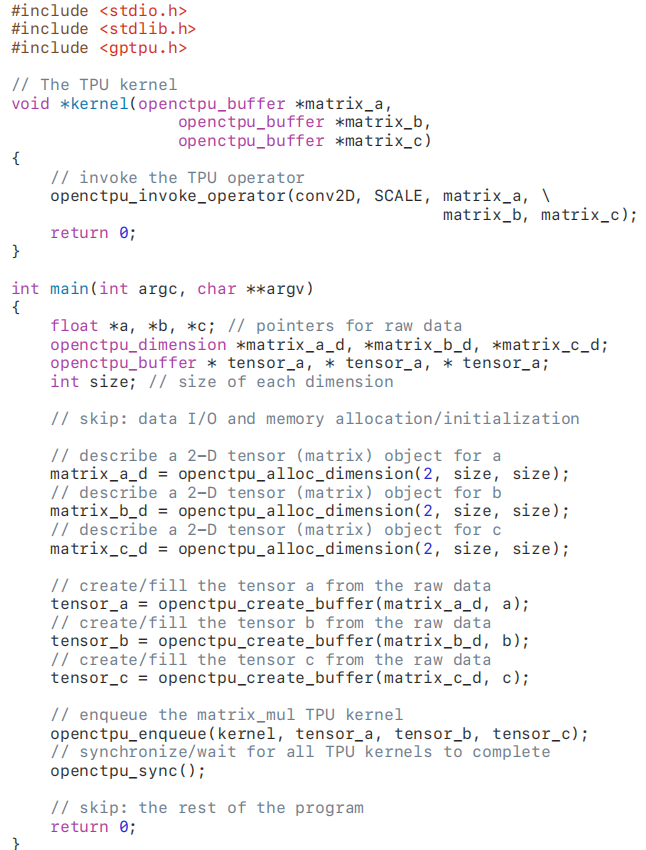 #include <stdio.h>
#include <stdlib.h>
#include <gptpu.h>
// The TPU kernel
void *kernel(openctpu_buffer *matrix_a,
openctpu_buffer *matrix_b,
openctpu_buffer *matrix_c)
{
// invoke the TPU operator
openctpu_invoke_operator(conv2D, SCALE, matrix_a, \
matrix_b, matrix_c);
return 0;
}
int main(int argc, char **argv)
{
float *a, *b, *c; // pointers for raw data
openctpu_dimension *matrix_a_d, *matrix_b_d, *matrix_c_d;
openctpu_buffer * tensor_a, * tensor_a, * tensor_a;
int size; // size of each dimension
// skip: data I/O and memory allocation/initialization
// describe a 2-D tensor (matrix) object for a
matrix_a_d = openctpu_alloc_dimension(2, size, size);
// describe a 2-D tensor (matrix) object for b
matrix_b_d = openctpu_alloc_dimension(2, size, size);
// describe a 2-D tensor (matrix) object for c
matrix_c_d = openctpu_alloc_dimension(2, size, size);
// create/fill the tensor a from the raw data
tensor_a = openctpu_create_buffer(matrix_a_d, a);
// create/fill the tensor b from the raw data
tensor_b = openctpu_create_buffer(matrix_b_d, b);
// create/fill the tensor c from the raw data
tensor_c = openctpu_create_buffer(matrix_c_d, c);
// enqueue the matrix_mul TPU kernel
openctpu_enqueue(kernel, tensor_a, tensor_b, tensor_c);
// synchronize/wait for all TPU kernels to complete
openctpu_sync();
// skip: the rest of the program
return 0;
}